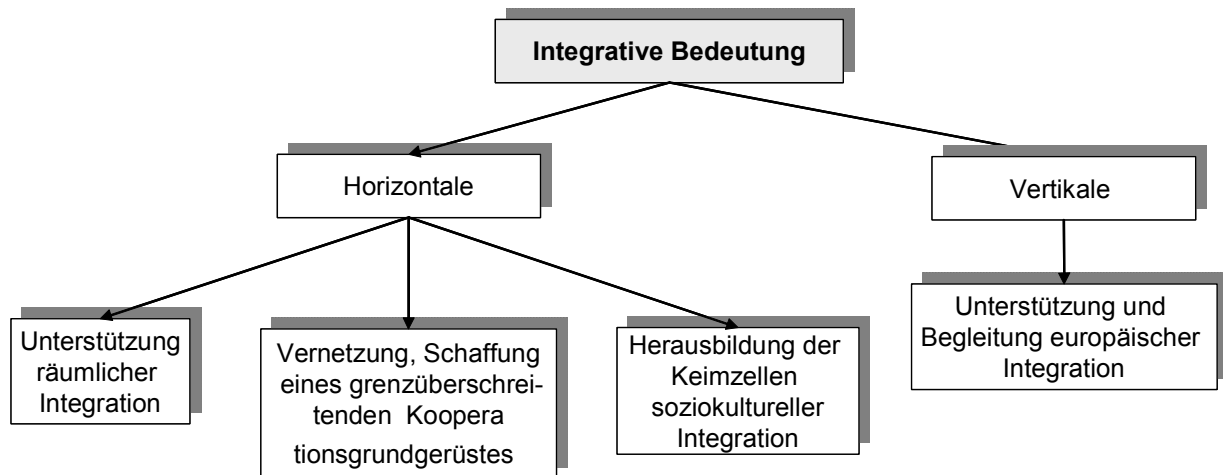 Integrative Bedeutung
Horizontale
Vertikale
Unterstützung
räumlicher
Integration
Vernetzung, Schaffung
eines grenzüberschrei-
tenden Koopera
tionsgrundgerüstes
Herausbildung der
Keimzellen
soziokultureller
Integration
Unterstützung und
Begleitung europäischer
Integration